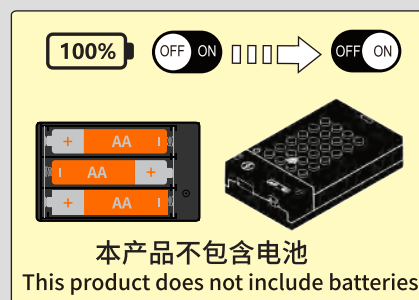 100% OFF ON OFF ON
+ AA
AA +
+ AA
本产品不包含电池
This product does not include batteries